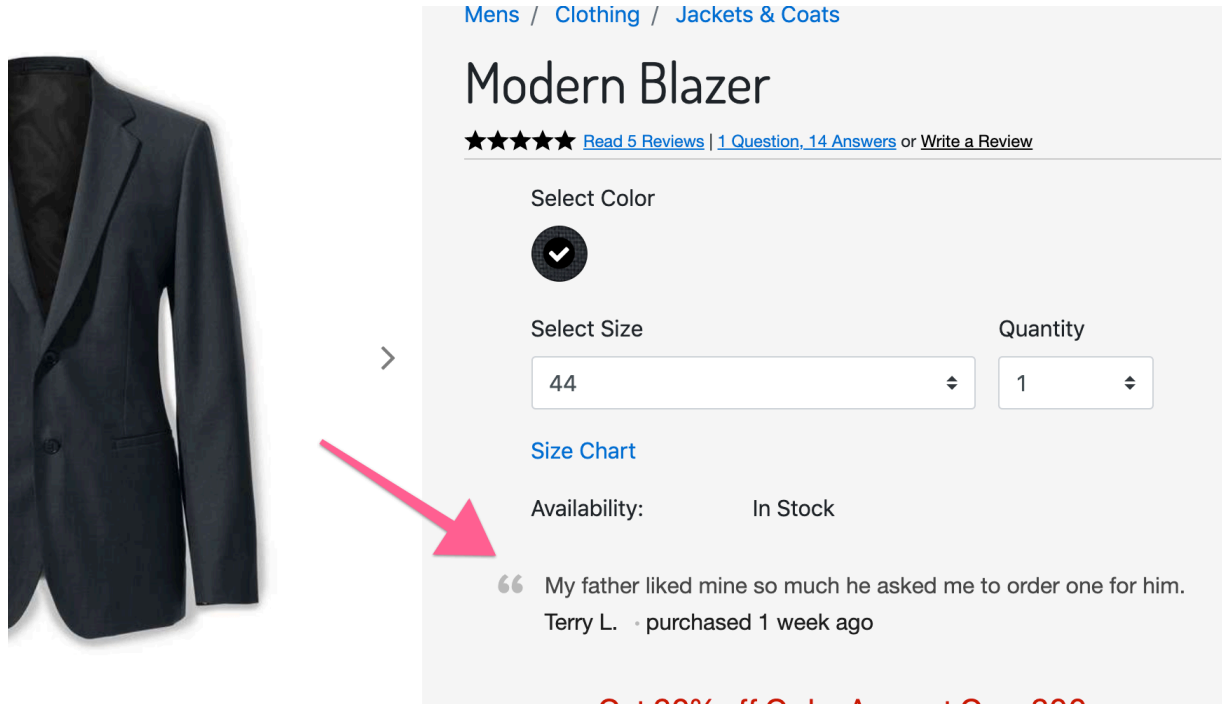 Mens / Clothing / Jackets & Coats
Modern Blazer
Read 5 Reviews | 1 Question, 14 Answers or Write a Review
Select Color
Select Size Quantity
44 1
Size Chart
Availability: In Stock
“ My father liked mine so much he asked me to order one for him.
Terry L. • purchased 1 week ago